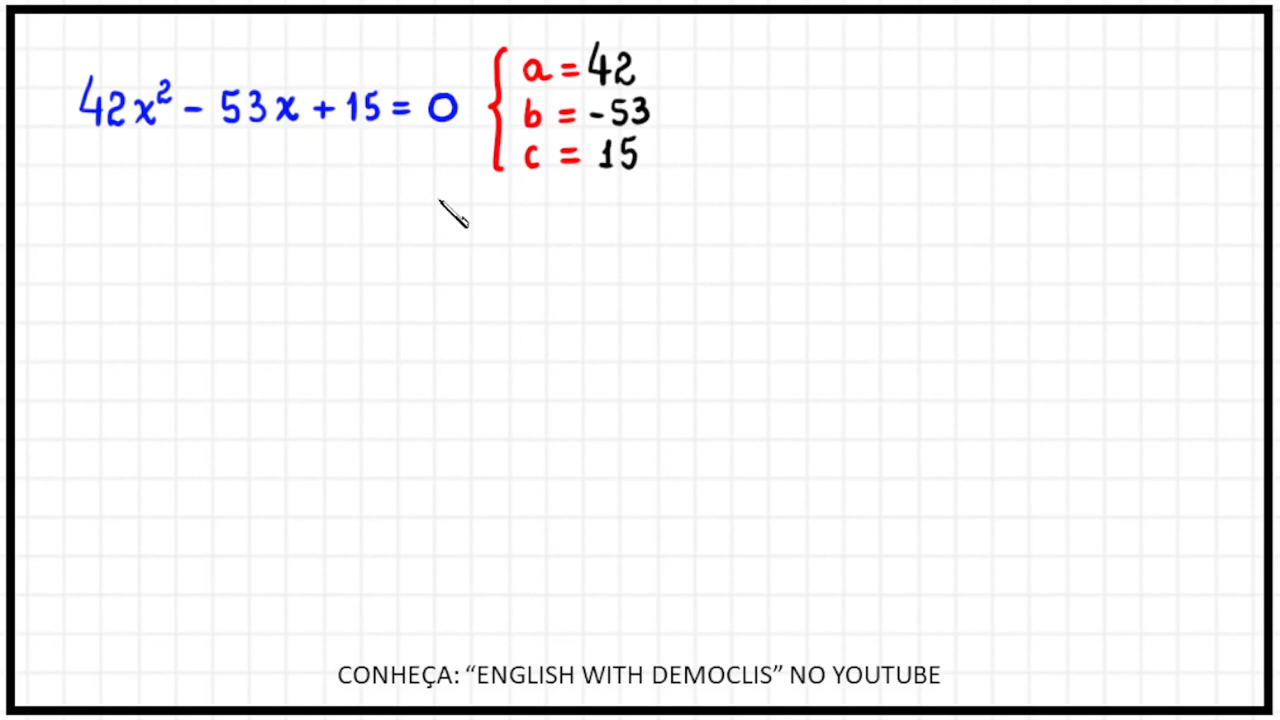 42x² - 53x + 15 = 0
a = 42
b = -53
c = 15
CONHEÇA: “ENGLISH WITH DEMOCLIS” NO YOUTUBE